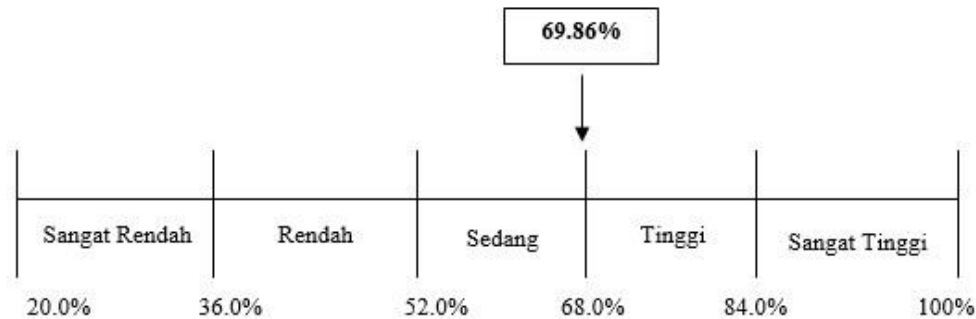 69.86%
Sangat Rendah
Rendah
Sedang
Tinggi
Sangat Tinggi
20.0%
36.0%
52.0%
68.0%
84.0%
100%